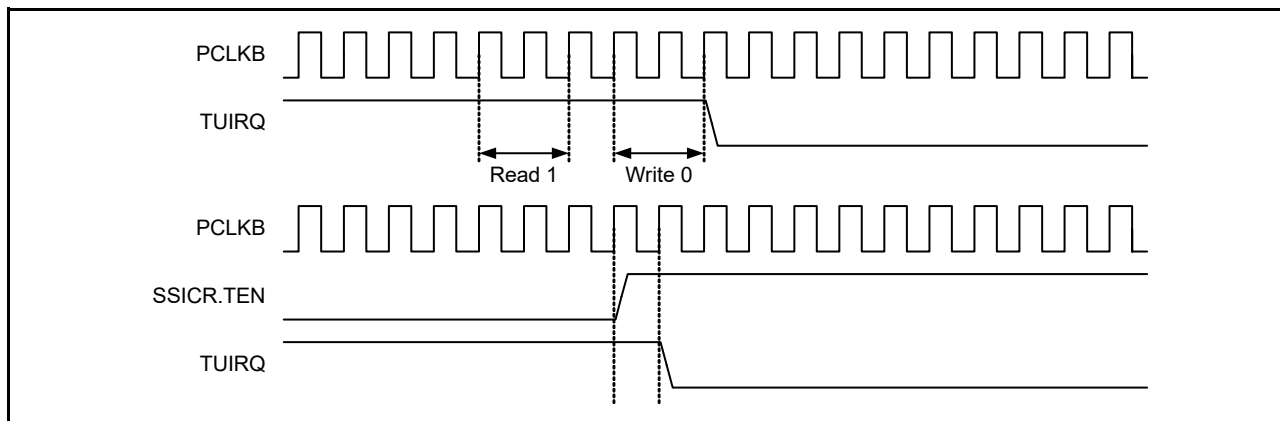 PCLKB
TUIRQ
Read 1 Write 0
PCLKB
SSICR.TEN
TUIRQ